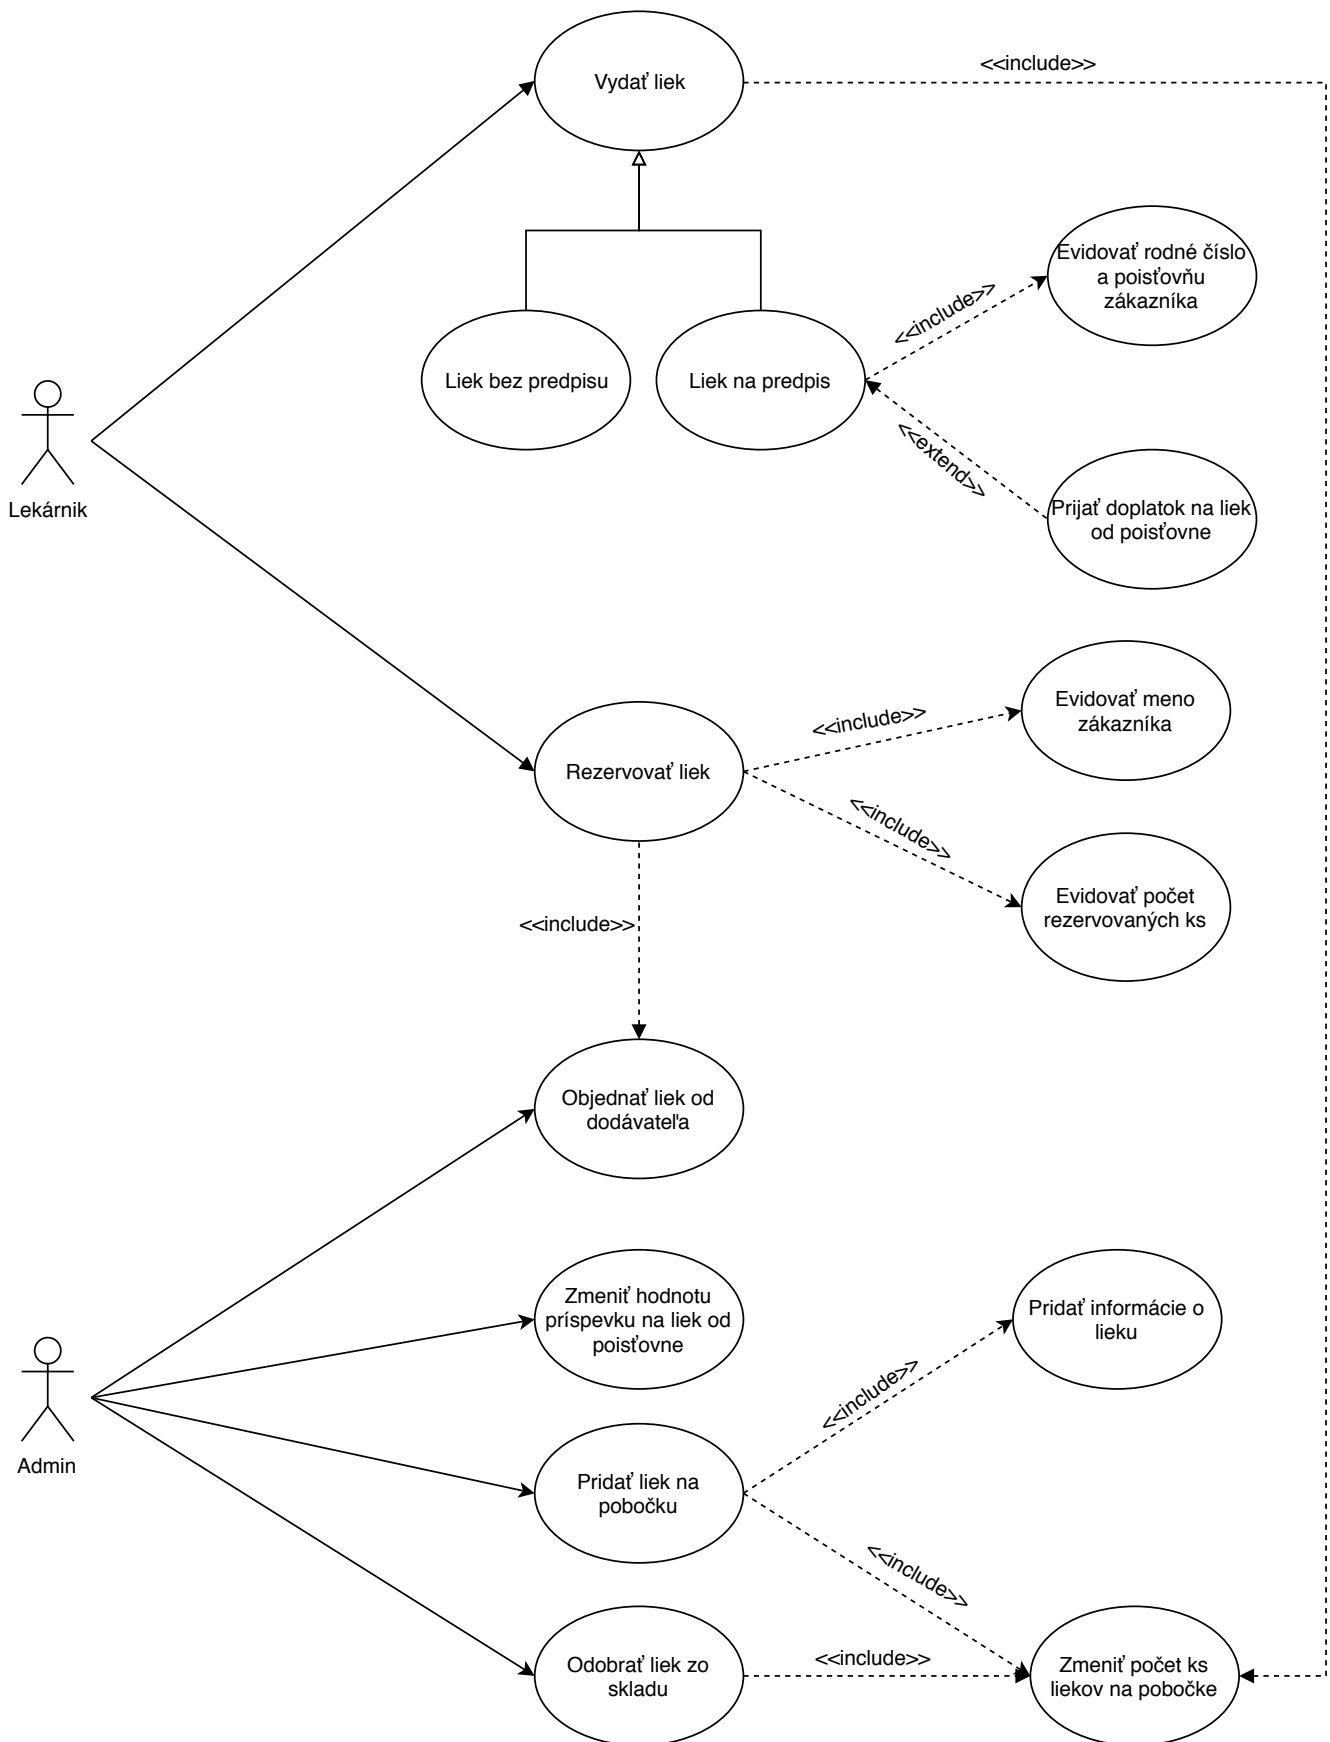 <<include>>
Vydať liek
Evidovať rodné číslo
a poisťovňu
zákazníka
<<include>>
Liek bez predpisu
Liek na predpis
<<extend>>
Lekárnik
Prijať doplatok na liek
od poisťovne
Evidovať meno
zákazníka
<<include>>
Rezervovať liek
<<include>>
Evidovať počet
rezervovaných ks
<<include>>
Objednať liek od
dodávateľa
Zmeniť hodnotu
príspevku na liek od
poisťovne
Pridať informácie o
lieku
<<include>>
Admin
Pridať liek na
pobočku
<<include>>
Odobrať liek zo
skladu
<<include>>
Zmeniť počet ks
liekov na pobočke